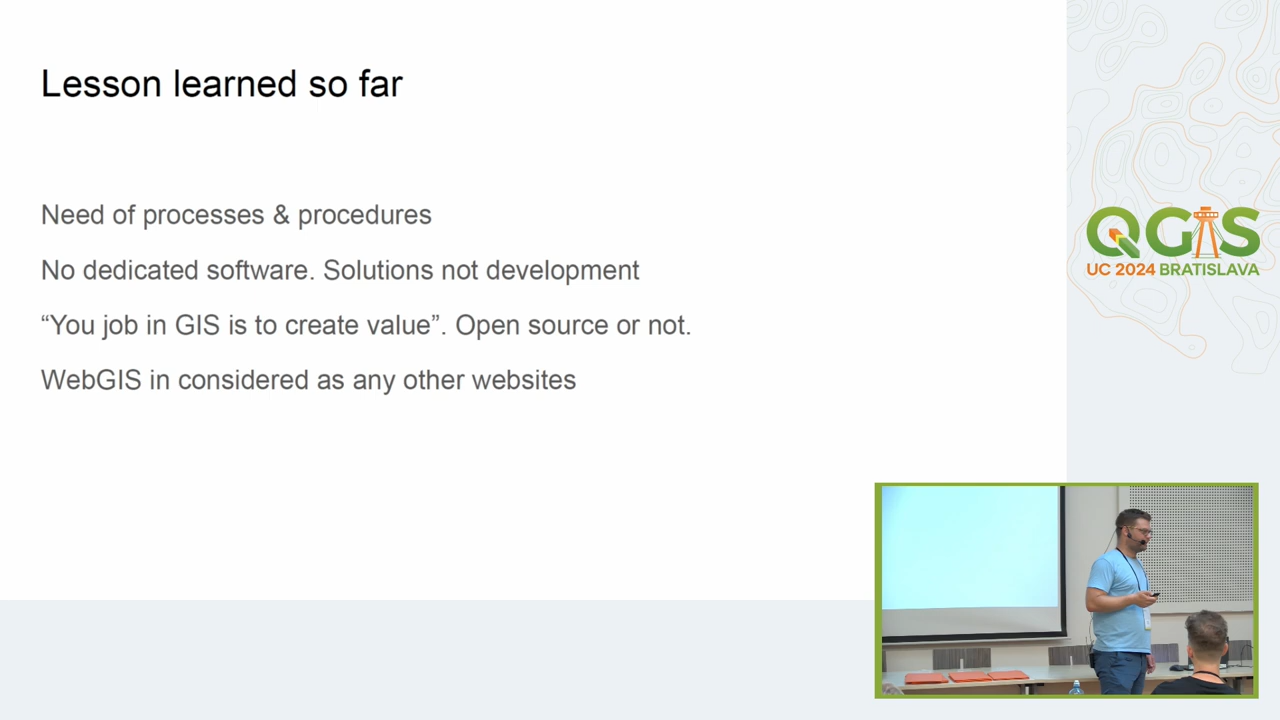 Lesson learned so far
Need of processes & procedures
No dedicated software. Solutions not development
“You job in GIS is to create value”. Open source or not.
WebGIS in considered as any other websites
QGIS
UC 2024 BRATISLAVA